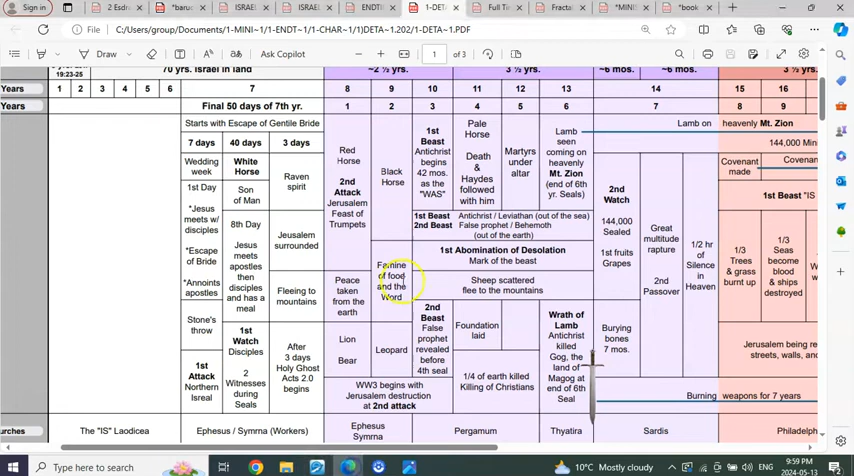 Sign in
2 Esdra
*baruc
ISRAEL
ISRAEL
ENDTI
1-DETA
Full Tim
Fractal
*MINIS
*book
File
C:/Users/group/Documents/1-MINI~1/ENDT~1/1-CHAR~1/1)DETA~1.202/1-DETA~1.PDF
Draw
Ask Copilot
1
of 3
19:23-25
70 yrs. Israel in land
~2 ½ yrs.
3 ½ yrs.
~6 mos.
~6 mos.
3 ½ yrs
Years
1
2
3
4
5
6
7
8
9
10
11
12
13
14
15
16
Years
Final 50 days of 7th yr.
1
2
3
4
5
6
7
8
9
Starts with Escape of Gentile Bride
7 days
40 days
3 days
Wedding
week
1st Day
*Jesus
meets w/
disciples
*Escape
of Bride
*Annoints
apostles
Stone's
throw
1st
Attack
Northern
Isreal
White
Horse
Son
of Man
8th Day
Jesus
meets
apostles
then
disciples
and has a
meal
1st Watch
Disciples
2
Witnesses
during
Seals
Raven
spirit
Jerusalem
surrounded
Fleeing to
mountains
After
3 days
Holy Ghost
Acts 2.0
begins
Red
Horse
2nd
Attack
Jerusalem
Feast of
Trumpets
Peace
taken
from the
earth
Lion
Bear
Black
Horse
Famine
of food
and the
Word
Leopard
WW3 begins with
Jerusalem destruction
at 2nd attack
1st
Beast
Antichrist
begins
42 mos.
as the
"WAS"
Pale
Horse
Death
&
Haydes
followed
with him
Martyrs
under
altar
Lamb
seen
coming on
heavenly
Mt. Zion
(end of 6th
yr. Seals)
1st Beast Antichrist / Leviathan (out of the sea)
2nd Beast False prophet / Behemoth
(out of the earth)
1st Abomination of Desolation
Mark of the beast
Sheep scattered
flee to the mountains
2nd
Beast
False
prophet
revealed
before
4th seal
Foundation
laid
1/4 of earth killed
Killing of Christians
Wrath of
Lamb
Antichrist
killed
Gog, the
land of
Magog at
end of 6th
Seal
Lamb on heavenly Mt. Zion
144,000 Min
2nd
Watch
144,000
Sealed
1st fruits
Grapes
Burying
bones
7 mos.
Great
multitude
rapture
2nd
Passover
1/2 hr
of
Silence
in
Heaven
Covenant
made
Covena
1st Beast "IS
1/3
Trees &
grass
burnt up
1/3
Seas
become
blood
& ships
destroyed
Jerusalem being re
streets, walls, an
Burning weapons for 7 years
urches
The "IS" Laodicea
Ephesus / Symrna (Workers)
Ephesus
Symrna
Pergamum
Thyatira
Sardis
Philadelph
Type here to search
10°C Mostly cloudy
ENG
9:59 PM
2024-05-13